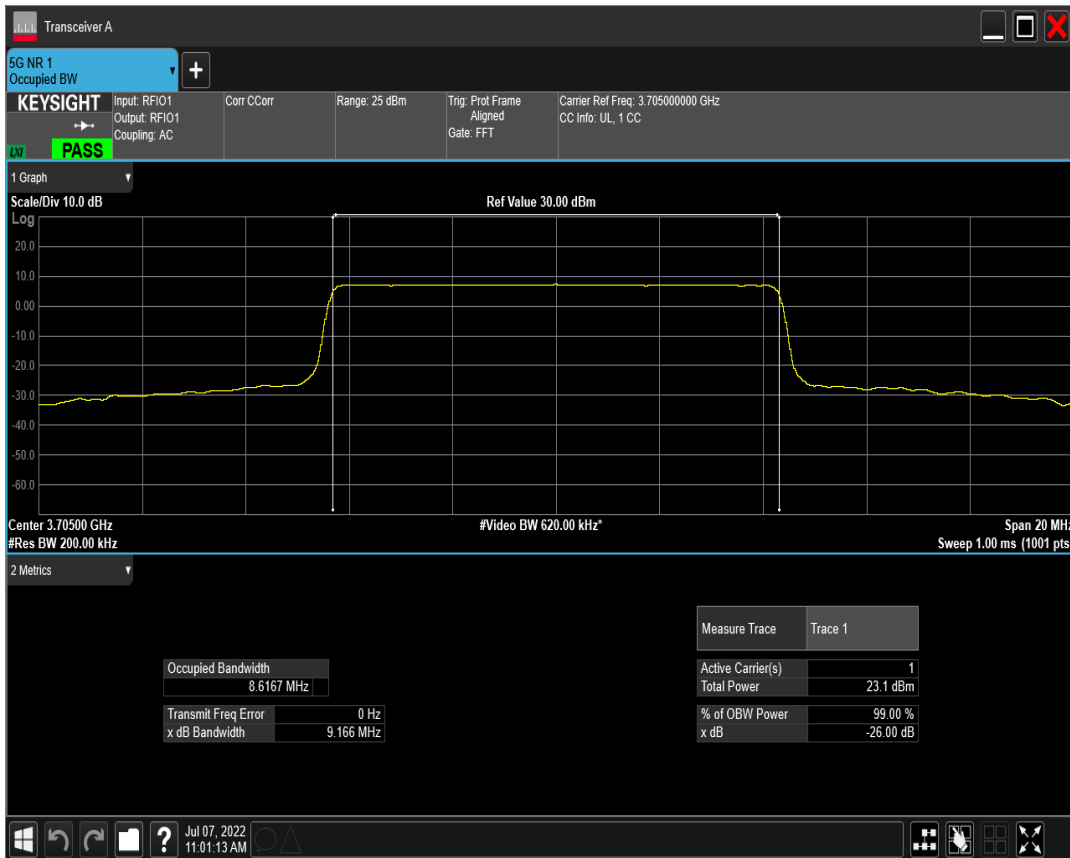 Transceiver A
5G NR 1
Occupied BW
KEYSIGHT
LXI
PASS
Input: RFIO1
Output: RFIO1
Coupling: AC
Corr CCorr
Range: 25 dBm
Trig: Prot Frame
Aligned
Gate: FFT
Carrier Ref Freq: 3.705000000 GHz
CC Info: UL, 1 CC
1 Graph
Scale/Div 10.0 dB
Ref Value 30.00 dBm
Log
20.0
10.0
0.00
-10.0
-20.0
-30.0
-40.0
-50.0
-60.0
Center 3.70500 GHz
#Video BW 620.00 kHz*
Span 20 MHz
#Res BW 200.00 kHz
Sweep 1.00 ms (1001 pts
2 Metrics
Measure Trace Trace 1
Occupied Bandwidth
8.6167 MHz
Active Carrier(s) 1
Total Power 23.1 dBm
Transmit Freq Error 0 Hz
x dB Bandwidth 9.166 MHz
% of OBW Power 99.00 %
x dB -26.00 dB
?
Jul 07, 2022
11:01:13 AM